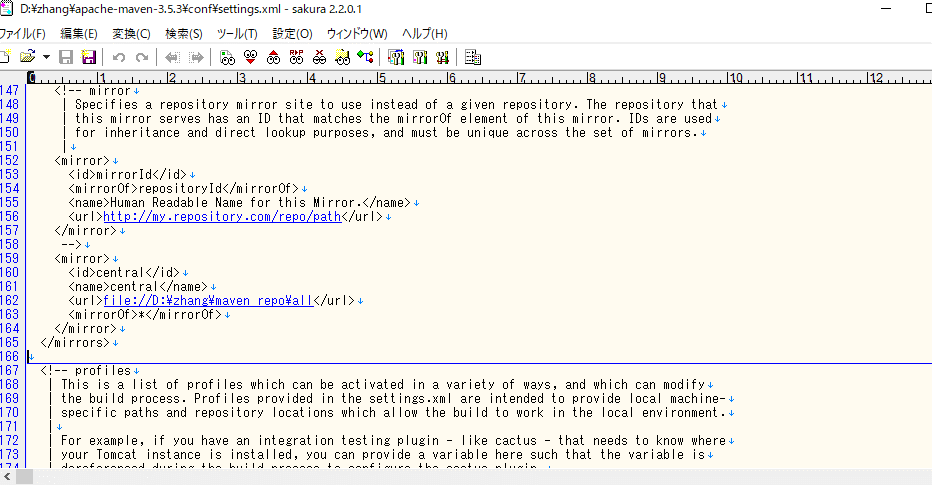 D:¥zhang¥apache-maven-3.5.3¥conf¥settings.xml - sakura 2.2.0.1
ファイル(F) 編集(E) 変換(C) 検索(S) ツール(T) 設定(O) ウィンドウ(W) ヘルプ(H)
0 1 2 3 4 5 6 7 8 9 10 11 12
147 <!-- mirror↓
148 | Specifies a repository mirror site to use instead of a given repository. The repository that↓
149 | this mirror serves has an ID that matches the mirrorOf element of this mirror. IDs are used↓
150 | for inheritance and direct lookup purposes, and must be unique across the set of mirrors.↓
151 |↓
152 <mirror>↓
153 <id>mirrorId</id>↓
154 <mirrorOf>repositoryId</mirrorOf>↓
155 <name>Human Readable Name for this Mirror.</name>↓
156 <url>http://my.repository.com/repo/path</url>↓
157 </mirror>↓
158 -->↓
159 <mirror>↓
160 <id>central</id>↓
161 <name>central</name>↓
162 <url>file://D:¥zhang¥maven_repo¥all</url>↓
163 <mirrorOf>*</mirrorOf>↓
164 </mirror>↓
165 </mirrors>↓
166 ↓
167 <!-- profiles↓
168 | This is a list of profiles which can be activated in a variety of ways, and which can modify↓
169 | the build process. Profiles provided in the settings.xml are intended to provide local machine-↓
170 | specific paths and repository locations which allow the build to work in the local environment.↓
171 |↓
172 | For example, if you have an integration testing plugin - like cactus - that needs to know where↓
173 | your Tomcat instance is installed, you can provide a variable here such that the variable is↓
174 | dereferenced during the build process to configure the cactus plugin.↓